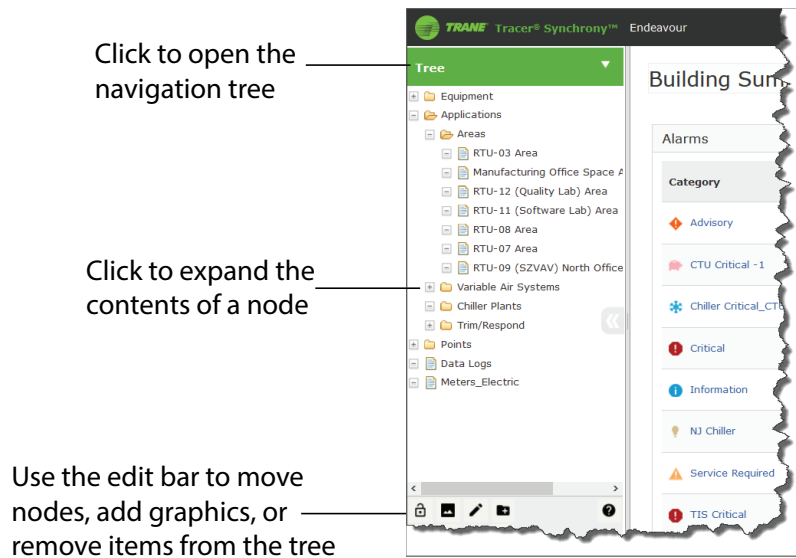 TRANE Tracer® Synchrony™ Endeavour
Click to open the
navigation tree
Tree
Equipment
Applications
Areas
RTU-03 Area
Manufacturing Office Space A
RTU-12 (Quality Lab) Area
RTU-11 (Software Lab) Area
RTU-08 Area
RTU-07 Area
RTU-09 (SZVAV) North Office
Click to expand the
contents of a node
Variable Air Systems
Chiller Plants
Trim/Respond
Points
Data Logs
Meters_Electric
Use the edit bar to move
nodes, add graphics, or
remove items from the tree
Building Sum
Alarms
Category
Advisory
CTU Critical -1
Chiller Critical_CTU
Critical
Information
NJ Chiller
Service Required
TIS Critical